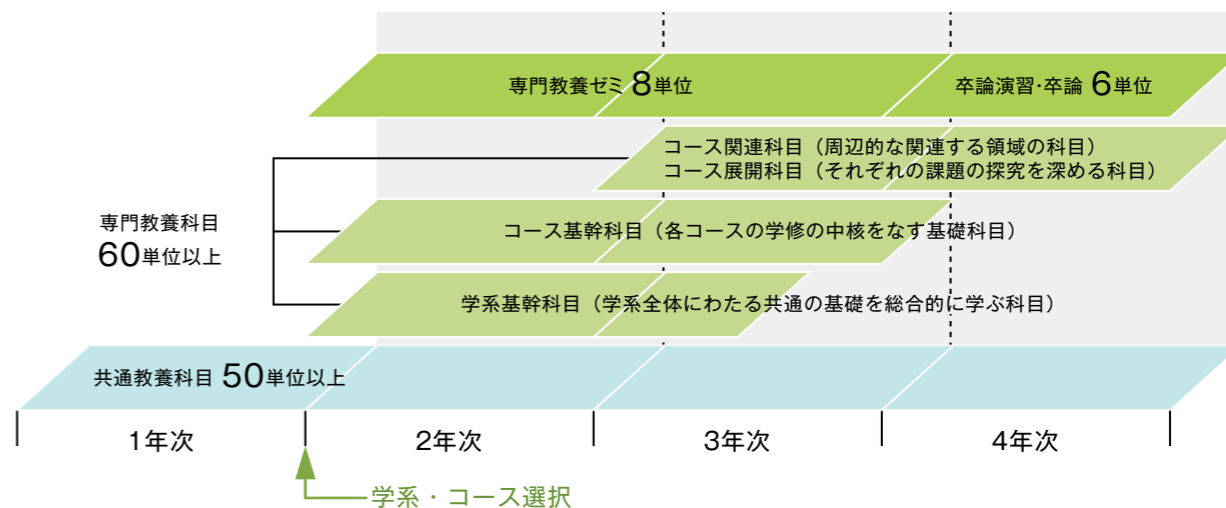 専門教養ゼミ 8単位
卒論演習・卒論 6単位
コース関連科目（周辺的な関連する領域の科目）
コース展開科目（それぞれの課題の探究を深める科目）
専門教養科目
60単位以上
コース基幹科目（各コースの学修の中核をなす基礎科目）
学系基幹科目（学系全体にわたる共通の基礎を総合的に学ぶ科目）
共通教養科目 50単位以上
1年次
2年次
3年次
4年次
学系・コース選択